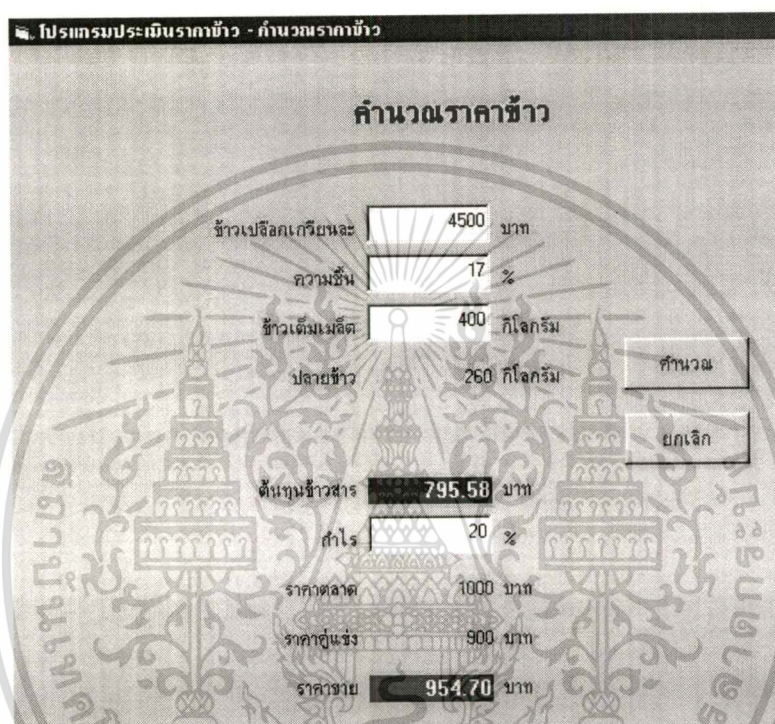 โปรแกรมประเมินราคาข้าว - คำนวณราคาข้าว
คำนวณราคาข้าว
ข้าวเปลือกเกวียนละ 4500 บาท
ความชื้น 17 %
ข้าวเต็มเมล็ด 400 กิโลกรัม
ปลายข้าว 260 กิโลกรัม
คำนวณ
ยกเลิก
ต้นทุนข้าวสาร 795.58 บาท
กำไร 20 %
ราคาตลาด 1000 บาท
ราคาคู่แข่ง 900 บาท
ราคาขาย 954.70 บาท